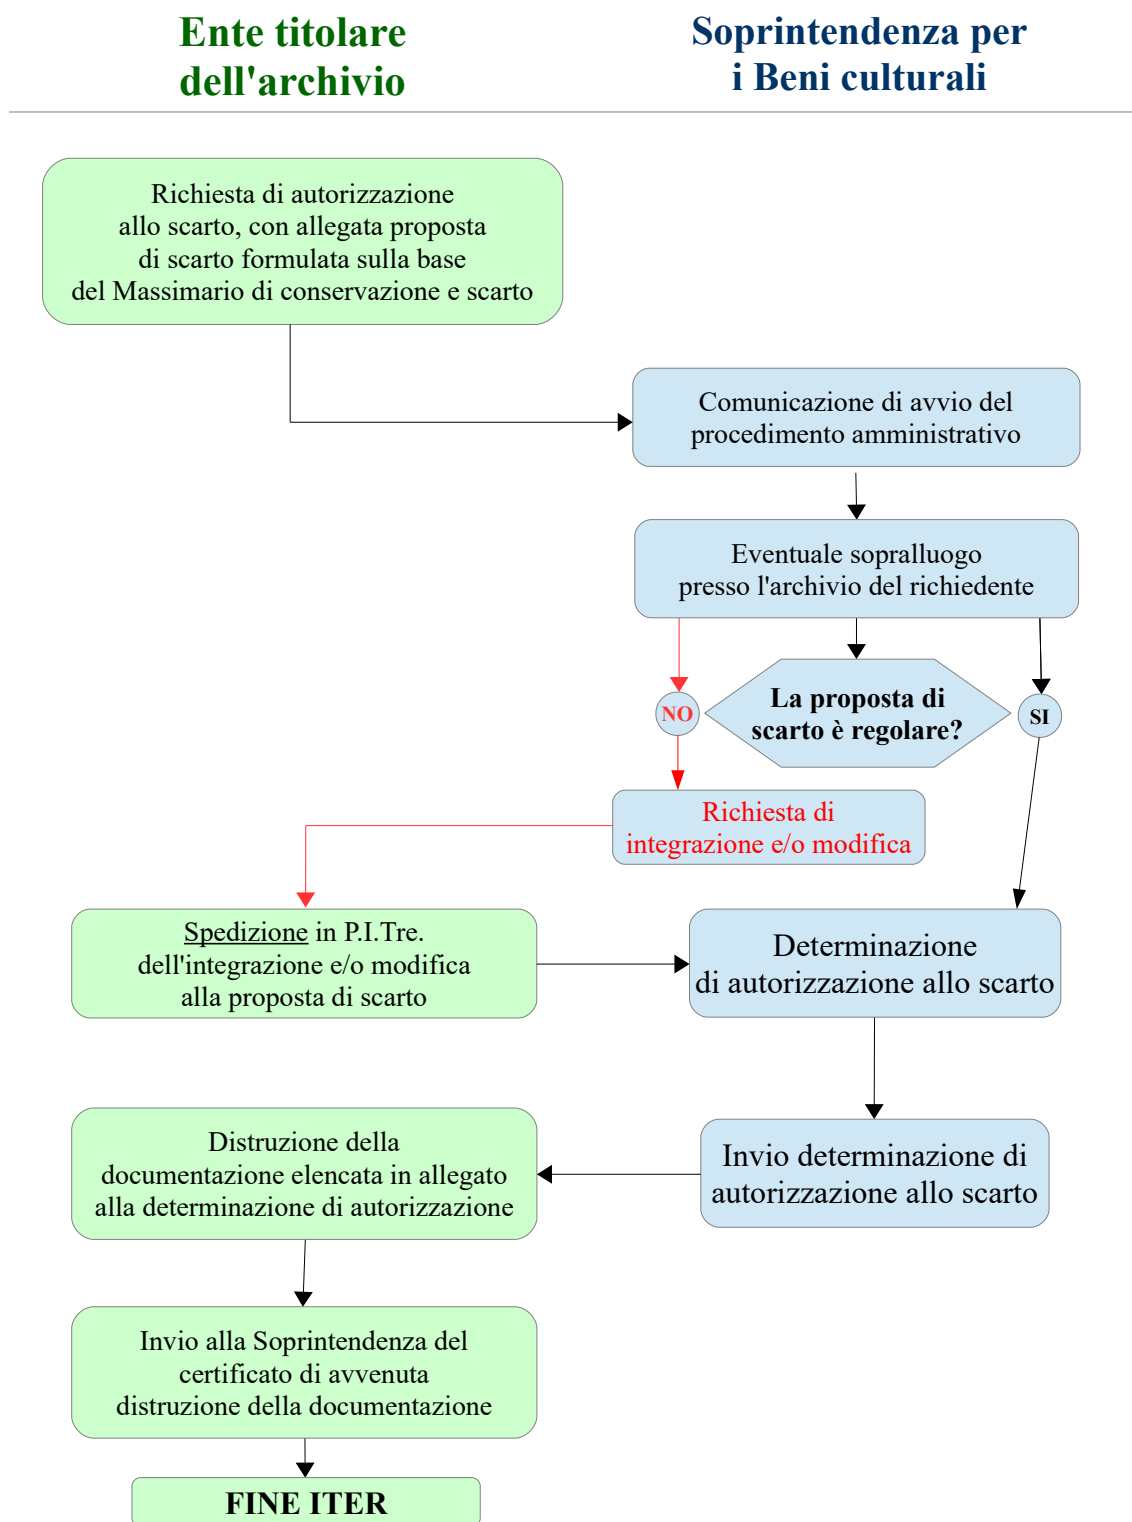 Ente titolare
dell'archivio
Soprintendenza per
i Beni culturali
Richiesta di autorizzazione
allo scarto, con allegata proposta
di scarto formulata sulla base
del Massimario di conservazione e scarto
Comunicazione di avvio del
procedimento amministrativo
Eventuale sopralluogo
presso l'archivio del richiedente
NO
La proposta di
scarto è regolare?
SI
Richiesta di
integrazione e/o modifica
Spedizione in P.I.Tre.
dell'integrazione e/o modifica
alla proposta di scarto
Determinazione
di autorizzazione allo scarto
Invio determinazione di
autorizzazione allo scarto
Distruzione della
documentazione elencata in allegato
alla determinazione di autorizzazione
Invio alla Soprintendenza del
certificato di avvenuta
distruzione della documentazione
FINE ITER